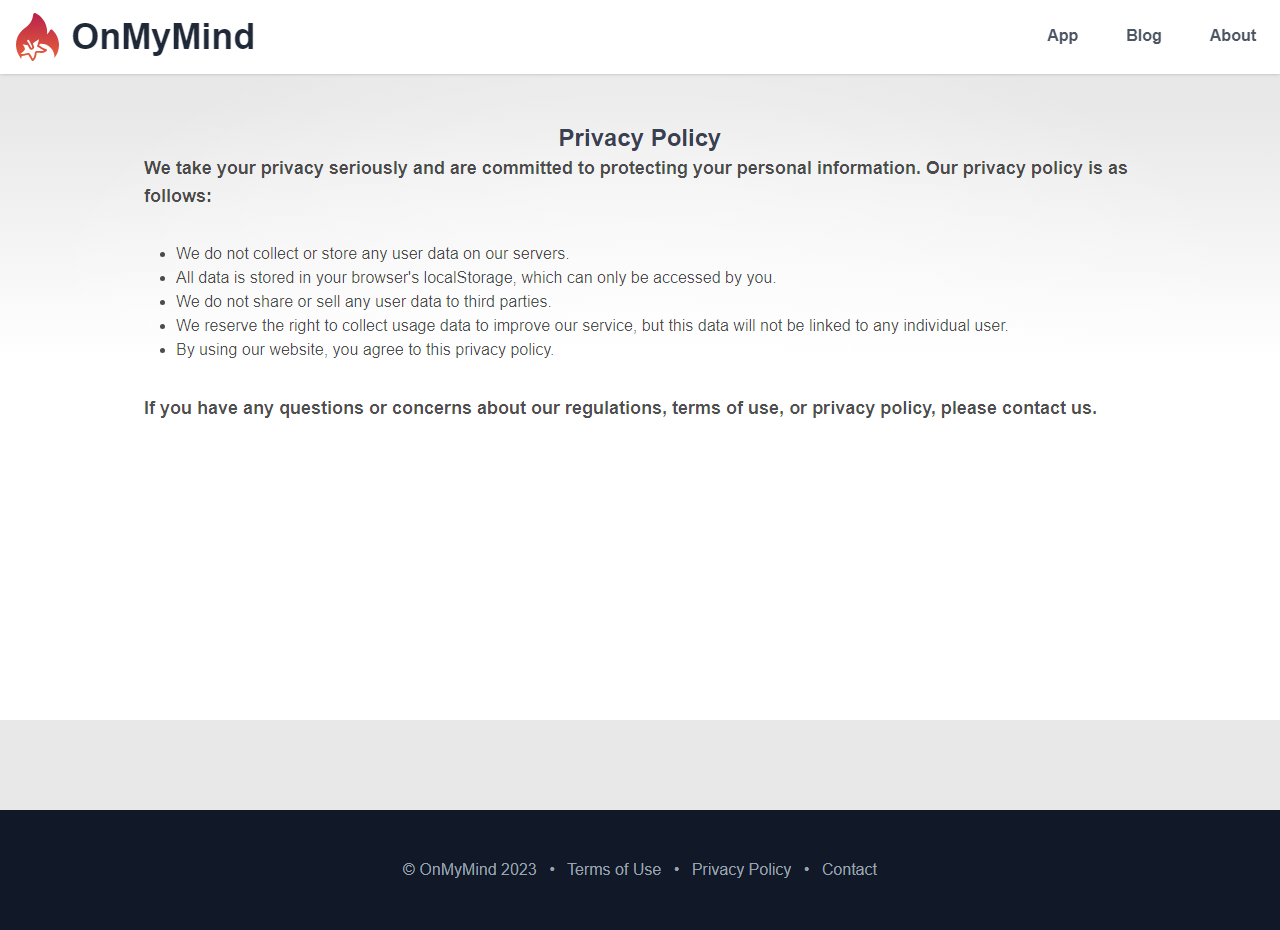 OnMyMind
App Blog About
Privacy Policy
We take your privacy seriously and are committed to protecting your personal information. Our privacy policy is as
follows:
• We do not collect or store any user data on our servers.
• All data is stored in your browser's localStorage, which can only be accessed by you.
• We do not share or sell any user data to third parties.
• We reserve the right to collect usage data to improve our service, but this data will not be linked to any individual user.
• By using our website, you agree to this privacy policy.
If you have any questions or concerns about our regulations, terms of use, or privacy policy, please contact us.
© OnMyMind 2023 • Terms of Use • Privacy Policy • Contact